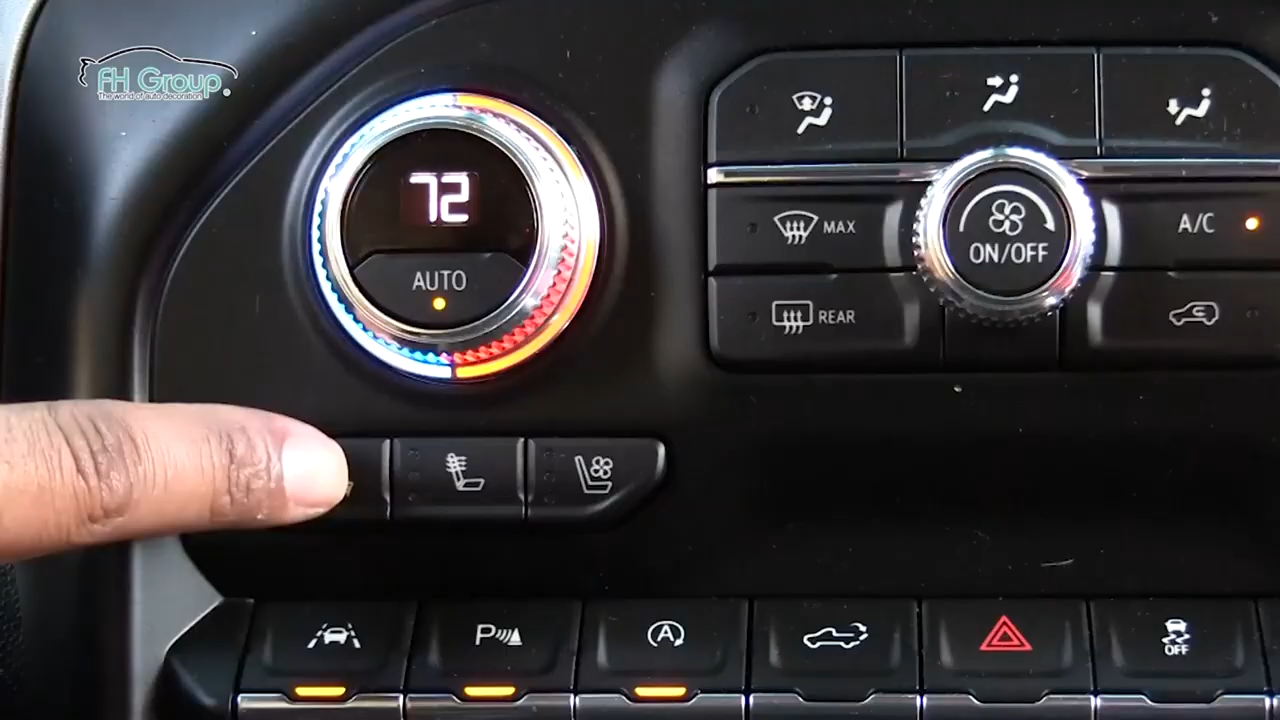 FH Group.
The world of auto decoration
72
AUTO
MAX
ON/OFF
A/C
REAR
P
A
OFF